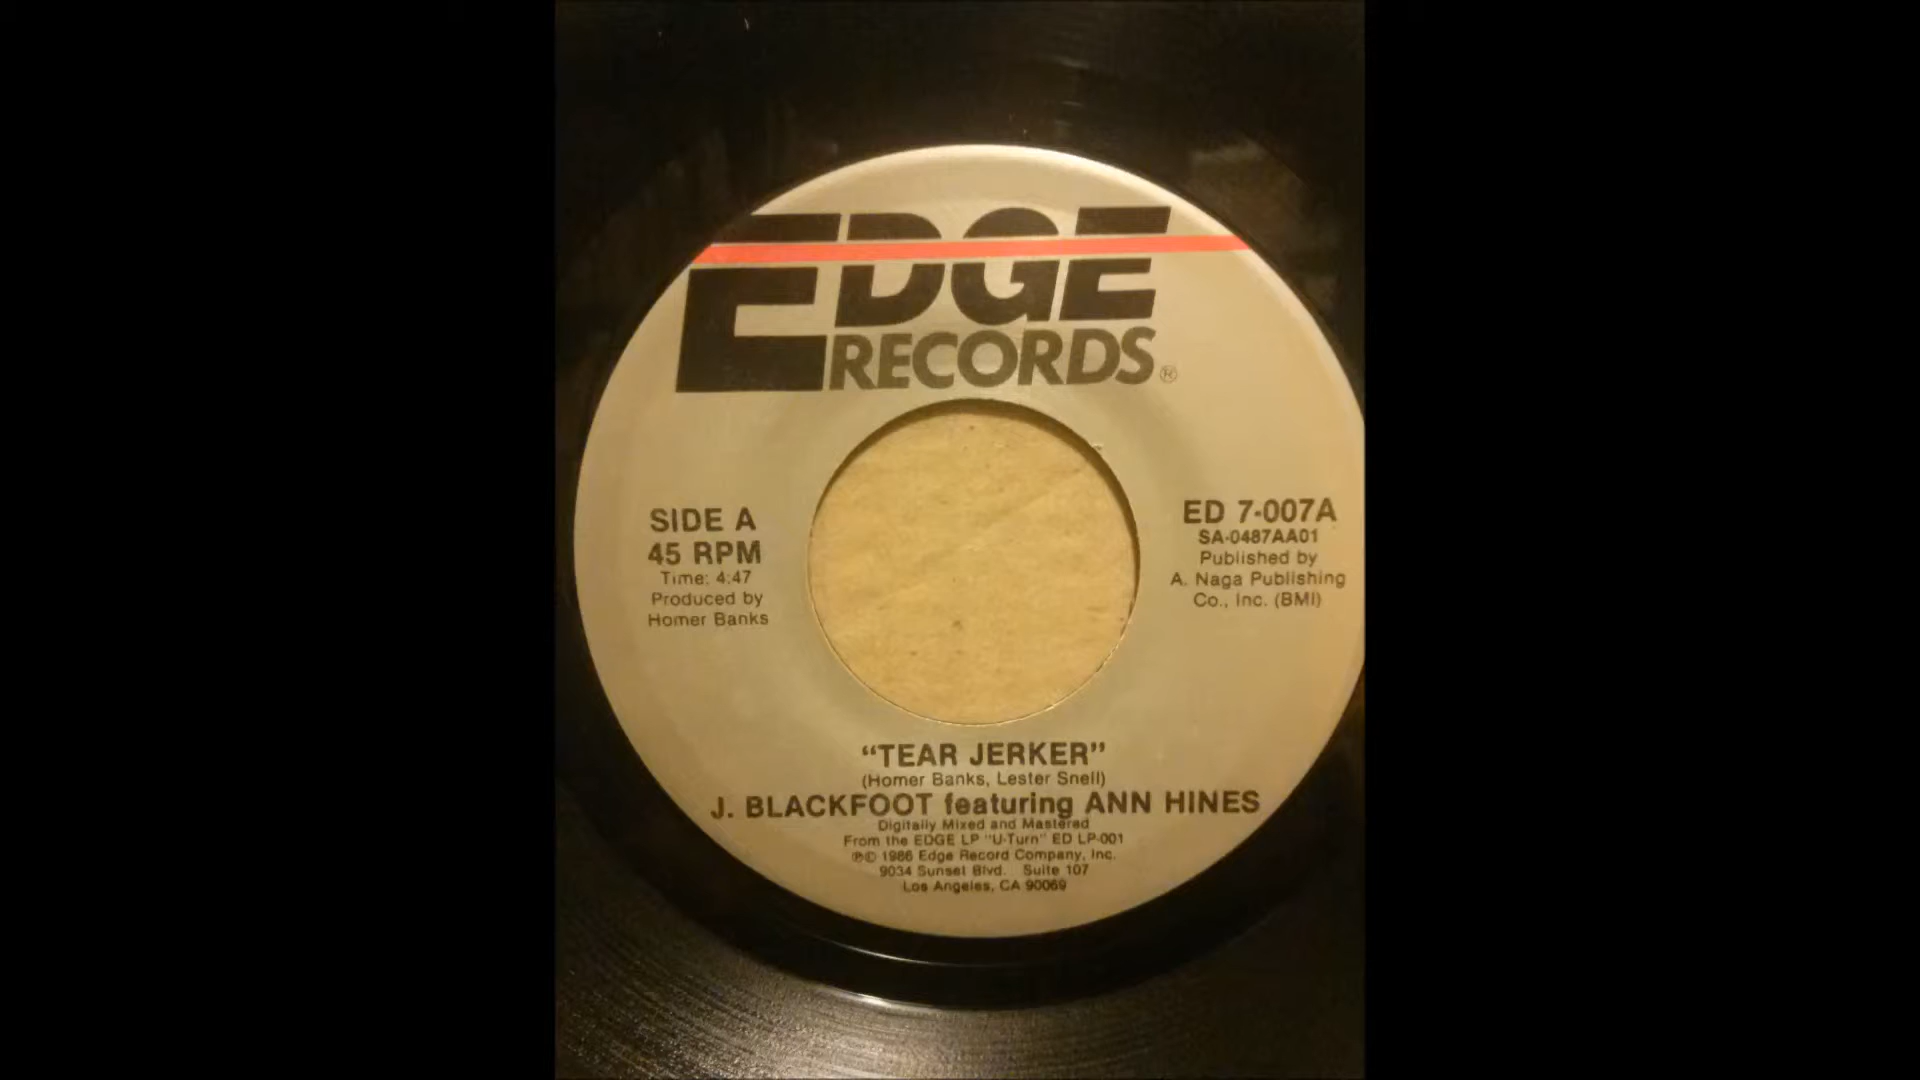 EDGE
RECORDS®
SIDE A
45 RPM
Time: 4:47
Produced by
Homer Banks
ED 7-007A
SA-0487AA01
Published by
A. Naga Publishing
Co., Inc. (BMI)
“TEAR JERKER”
(Homer Banks, Lester Snell)
J. BLACKFOOT featuring ANN HINES
Digitally Mixed and Mastered
From the EDGE LP "U-Turn" ED LP-001
℗© 1986 Edge Record Company, Inc.
9034 Sunset Blvd. Suite 107
Los Angeles, CA 90069